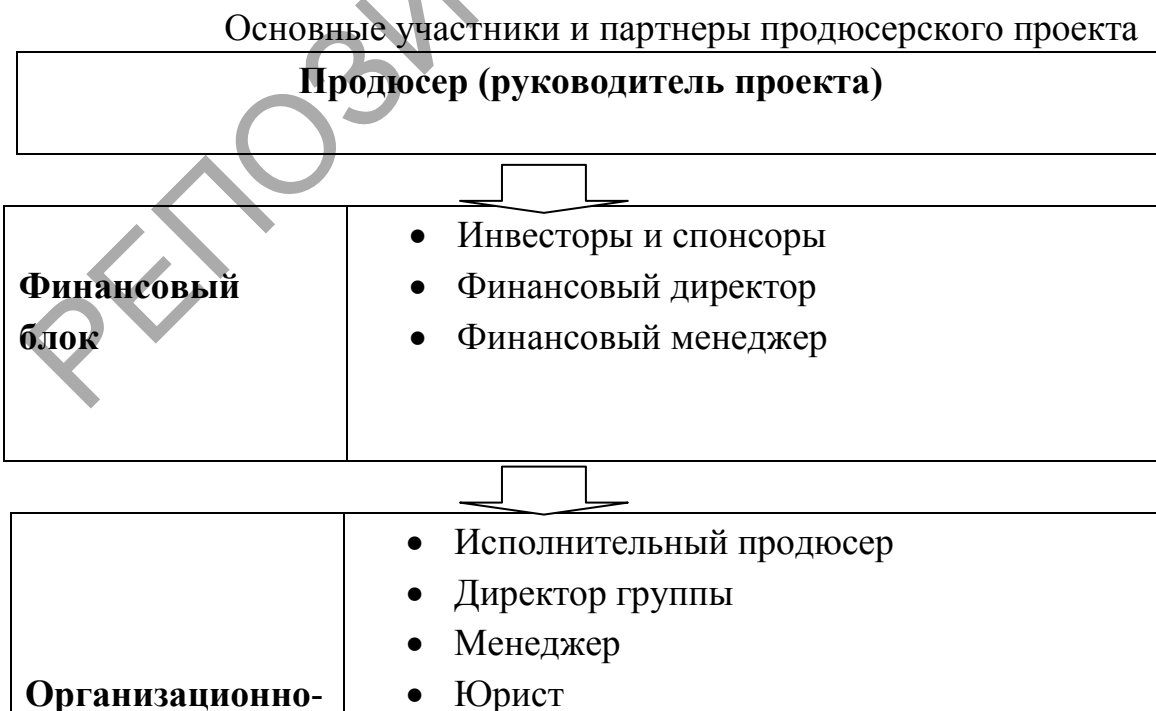 Основные участники и партнеры продюсерского проекта
Продюсер (руководитель проекта)
Финансовый
блок
• Инвесторы и спонсоры
• Финансовый директор
• Финансовый менеджер
• Исполнительный продюсер
• Директор группы
• Менеджер
Организационно-
• Юрист
РЕПОЗИ